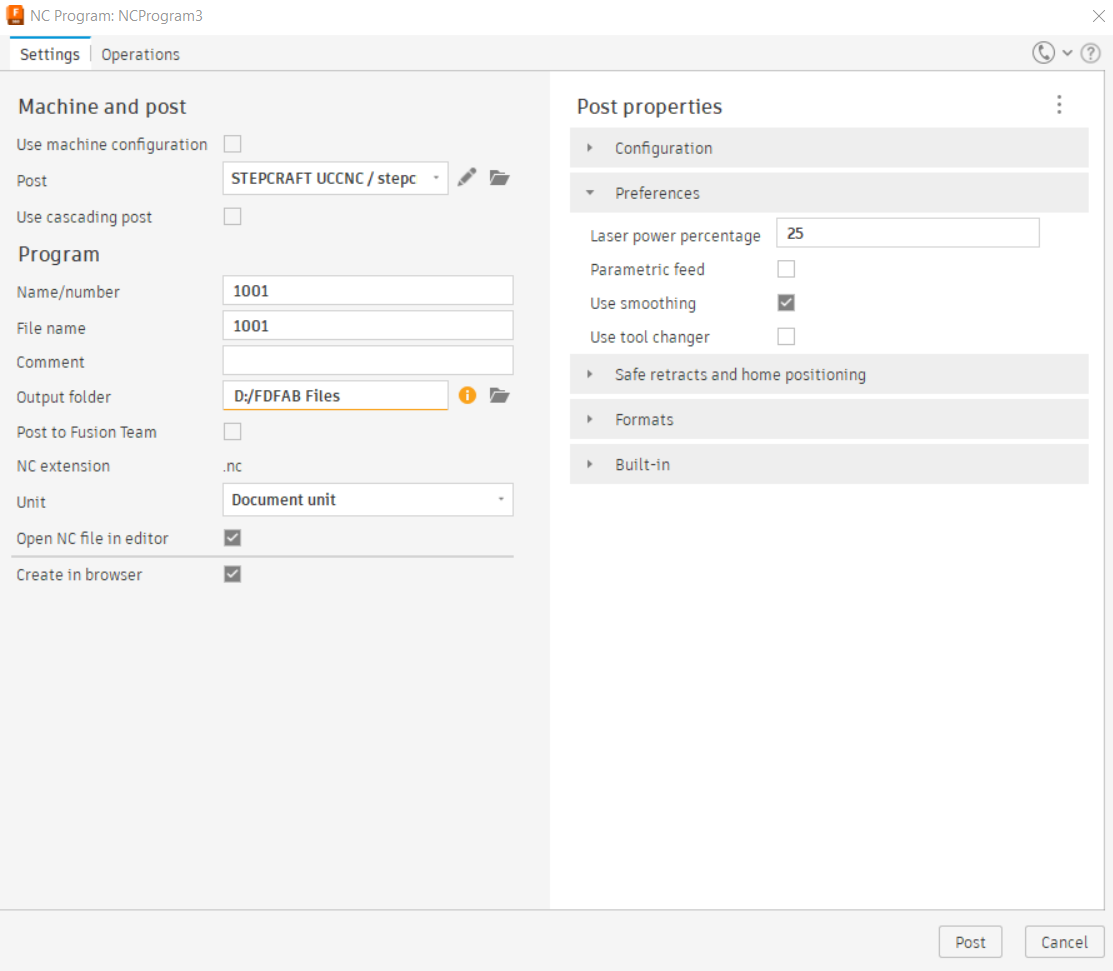 NC Program: NCProgram3
Settings | Operations
Machine and post
Use machine configuration
Post STEPCRAFT UCCNC / stepc
Use cascading post
Program
Name/number 1001
File name 1001
Comment
Output folder D:/FDFAB Files
Post to Fusion Team
NC extension .nc
Unit Document unit
Open NC file in editor
Create in browser
Post properties
Configuration
Preferences
Laser power percentage 25
Parametric feed
Use smoothing
Use tool changer
Safe retracts and home positioning
Formats
Built-in
Post Cancel